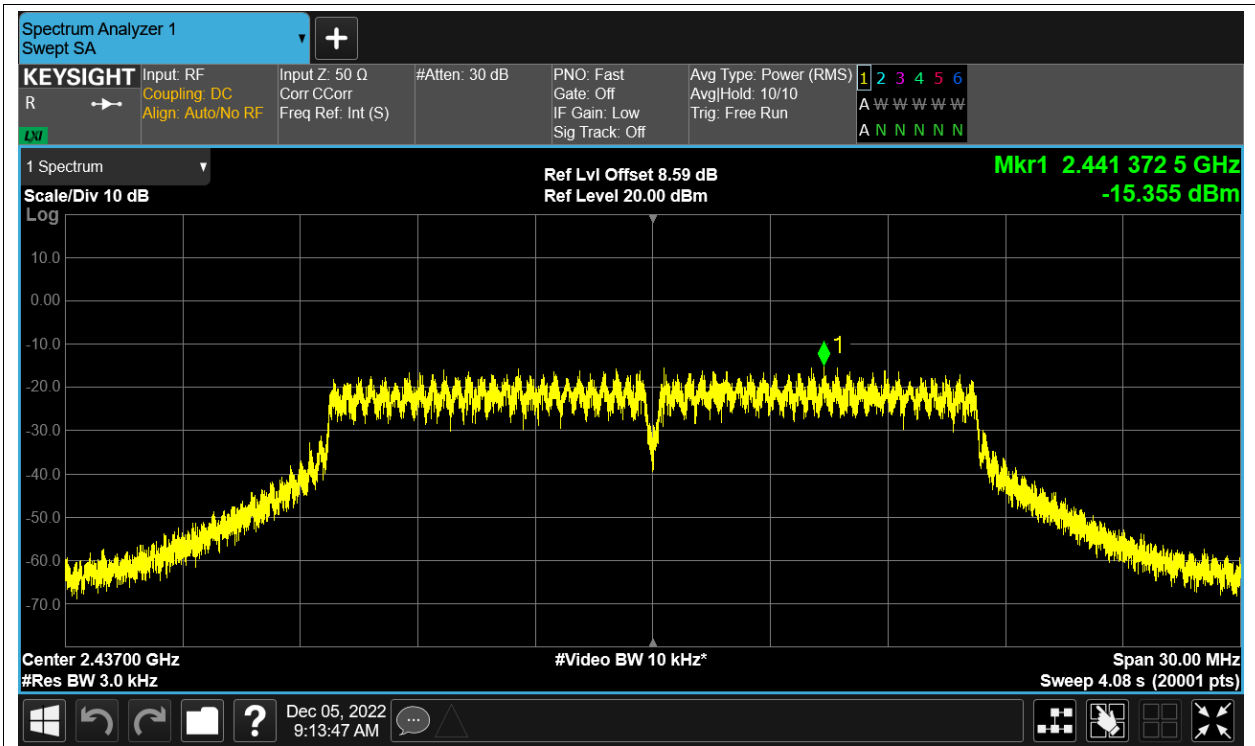 Spectrum Analyzer 1
Swept SA
KEYSIGHT
R
LXI
Input: RF
Coupling: DC
Align: Auto/No RF
Input Z: 50 Ω
Corr CCorr
Freq Ref: Int (S)
#Atten: 30 dB
PNO: Fast
Gate: Off
IF Gain: Low
Sig Track: Off
Avg Type: Power (RMS)
Avg|Hold: 10/10
Trig: Free Run
1 2 3 4 5 6
A W W W W W
A N N N N N
1 Spectrum
Scale/Div 10 dB
Log
Ref Lvl Offset 8.59 dB
Ref Level 20.00 dBm
Mkr1 2.441 372 5 GHz
-15.355 dBm
10.0
0.00
-10.0
1
-20.0
-30.0
-40.0
-50.0
-60.0
-70.0
Center 2.43700 GHz
#Res BW 3.0 kHz
#Video BW 10 kHz*
Span 30.00 MHz
Sweep 4.08 s (20001 pts)
?
Dec 05, 2022
9:13:47 AM